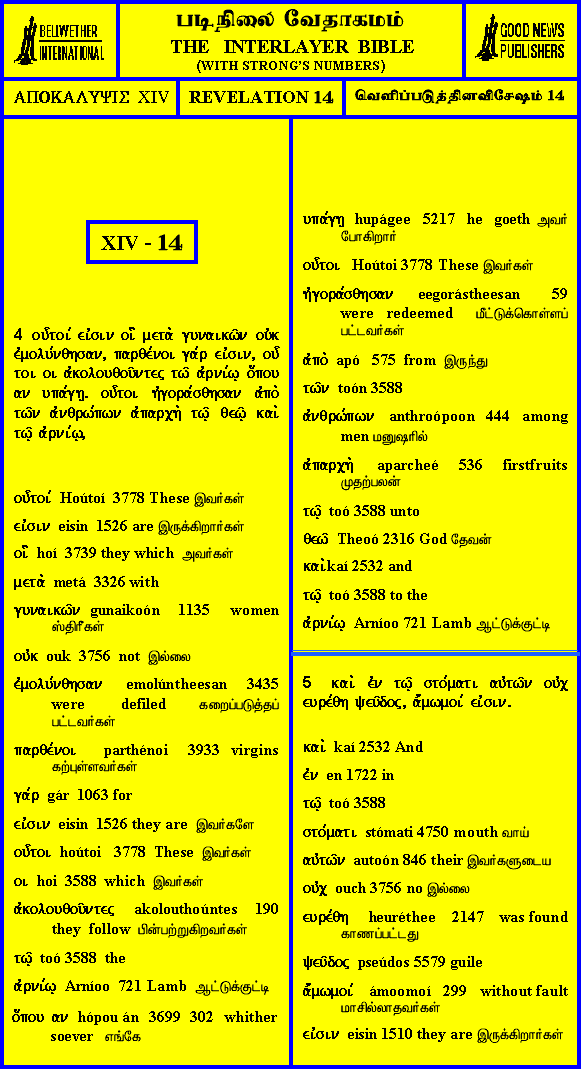 BELLWETHER
INTERNATIONAL
படிநிலை வேதாகமம்
THE INTERLAYER BIBLE
(WITH STRONG'S NUMBERS)
GOOD NEWS
PUBLISHERS
ΑΠΟΚΑΛΥΨΙΣ XIV
REVELATION 14
வெளிப்படுத்தினவிசேஷம் 14
XIV - 14
4 οὗτοί εἰσιν οἳ μετὰ γυναικῶν οὐκ
ἐμολύνθησαν, παρθένοι γάρ εἰσιν, οὗ
τοι οι ἀκολουθοῦντες τῶ ἀρνίῳ ὅπου
αν υπάγῃ. οὗτοι ἠγοράσθησαν ἀπὸ
τῶν ἀνθρώπων ἀπαρχὴ τῷ θεῷ καὶ
τῷ ἀρνίῳ,
οὗτοί Hoútoí 3778 These இவர்கள்
εἰσιν eisin 1526 are இருக்கிறார்கள்
οἳ hoí 3739 they which அவர்கள்
μετὰ metá 3326 with
γυναικῶν gunaikoón 1135 women
ஸ்திரீகள்
οὐκ ouk 3756 not இல்லை
ἐμολύνθησαν emolúntheesan 3435
were defiled கறைப்படுத்தப்
பட்டவர்கள்
παρθένοι parthénoi 3933 virgins
கற்புள்ளவர்கள்
γάρ gár 1063 for
εἰσιν eisin 1526 they are இவர்களே
οὗτοι hoútoi 3778 These இவர்கள்
οι hoi 3588 which இவர்கள்
ἀκολουθοῦντες akolouthoúntes 190
they follow பின்பற்றுகிறவர்கள்
τῷ toó 3588 the
ἀρνίῳ Arníoo 721 Lamb ஆட்டுக்குட்டி
ὅπου αν hópou án 3699 302 whither
soever எங்கே
υπάγῃ hupágee 5217 he goeth அவர்
போகிறார்
οὗτοι Hoútoi 3778 These இவர்கள்
ἠγοράσθησαν eegorástheesan 59
were redeemed மீட்டுக்கொள்ளப்
பட்டவர்கள்
ἀπὸ apó 575 from இருந்து
τῶν toón 3588
ἀνθρώπων anthroópoon 444 among
men மனுஷரில்
ἀπαρχὴ aparcheé 536 firstfruits
முதற்பலன்
τῷ toó 3588 unto
θεῶ Theoó 2316 God தேவன்
καὶ kaí 2532 and
τῷ toó 3588 to the
ἀρνίῳ Arníoo 721 Lamb ஆட்டுக்குட்டி
5 καὶ ἐν τῷ στόματι αὐτῶν οὐχ
ευρέθη ψεῦδος, ἄμωμοί εἰσιν.
καὶ kaí 2532 And
ἐν en 1722 in
τῷ toó 3588
στόματι stómati 4750 mouth வாய்
αὐτῶν autoón 846 their இவர்களுடைய
οὐχ ouch 3756 no இல்லை
ευρέθη heuréthee 2147 was found
காணப்பட்டது
ψεῦδος pseúdos 5579 guile
ἄμωμοί ámoomoí 299 without fault
மாசில்லாதவர்கள்
εἰσιν eisin 1510 they are இருக்கிறார்கள்